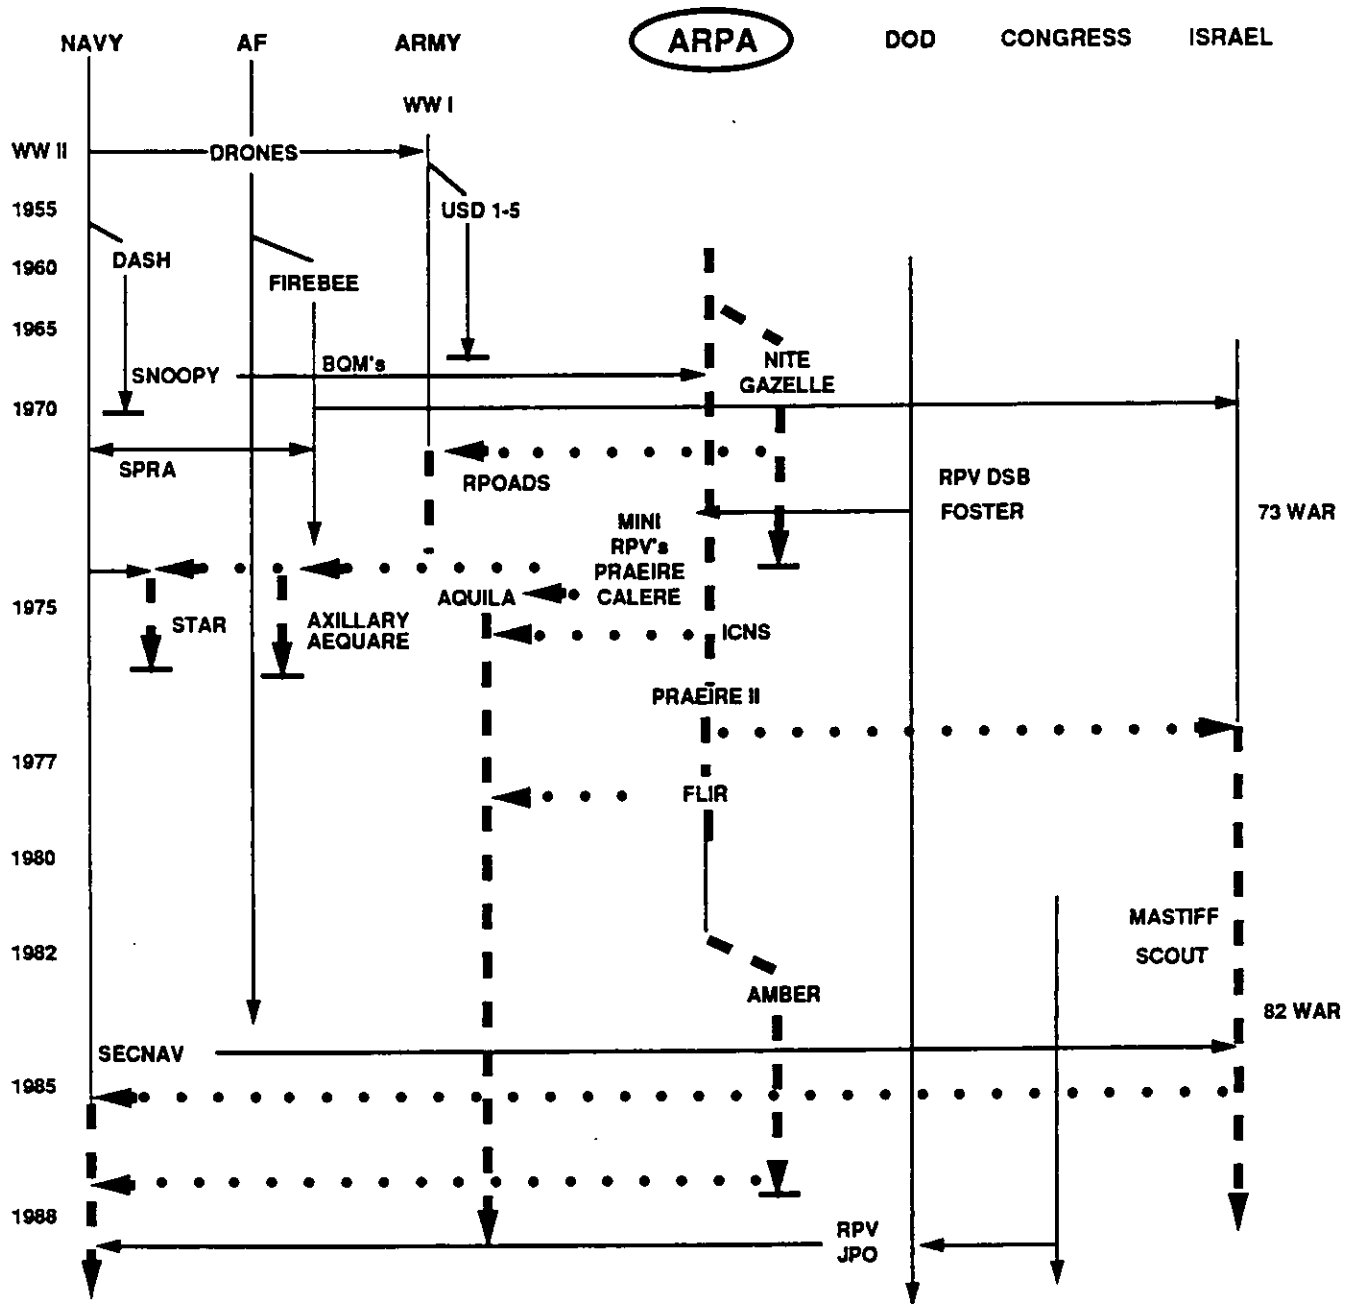 NAVY AF ARMY ARPA DOD CONGRESS ISRAEL
WW I
WW II DRONES
1955 USD 1-5
DASH
1960
FIREBEE
1965
NITE
GAZELLE
SNOOPY BQM's
1970
SPRA
RPOADS
RPV DSB
FOSTER
73 WAR
MINI
RPV's
PRAEIRE
CALERE
AQUILA
1975
STAR
AXILLARY
AEQUARE
ICNS
PRAEIRE II
1977
FLIR
1980
MASTIFF
SCOUT
1982
AMBER
82 WAR
SECNAV
1985
1988
RPV
JPO